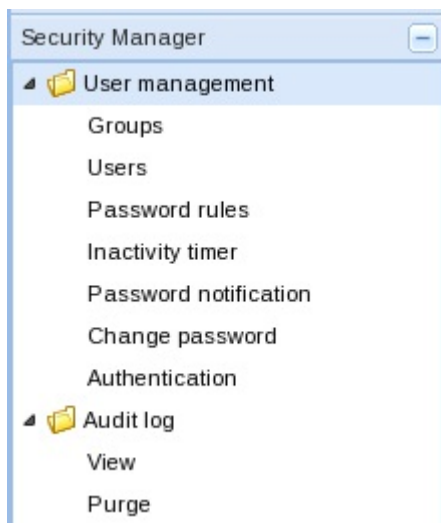 Security Manager
User management
Groups
Users
Password rules
Inactivity timer
Password notification
Change password
Authentication
Audit log
View
Purge